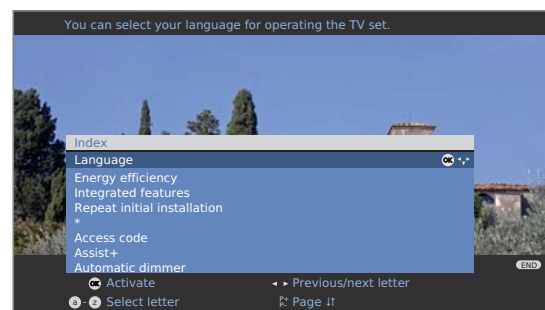 You can select your language for operating the TV set.
Index
Language OK
Energy efficiency
Integrated features
Repeat initial installation
*
Access code
Assist+
Automatic dimmer
END
OK Activate ◂ ▸ Previous/next letter
a - z Select letter P+ P- Page ↓↑